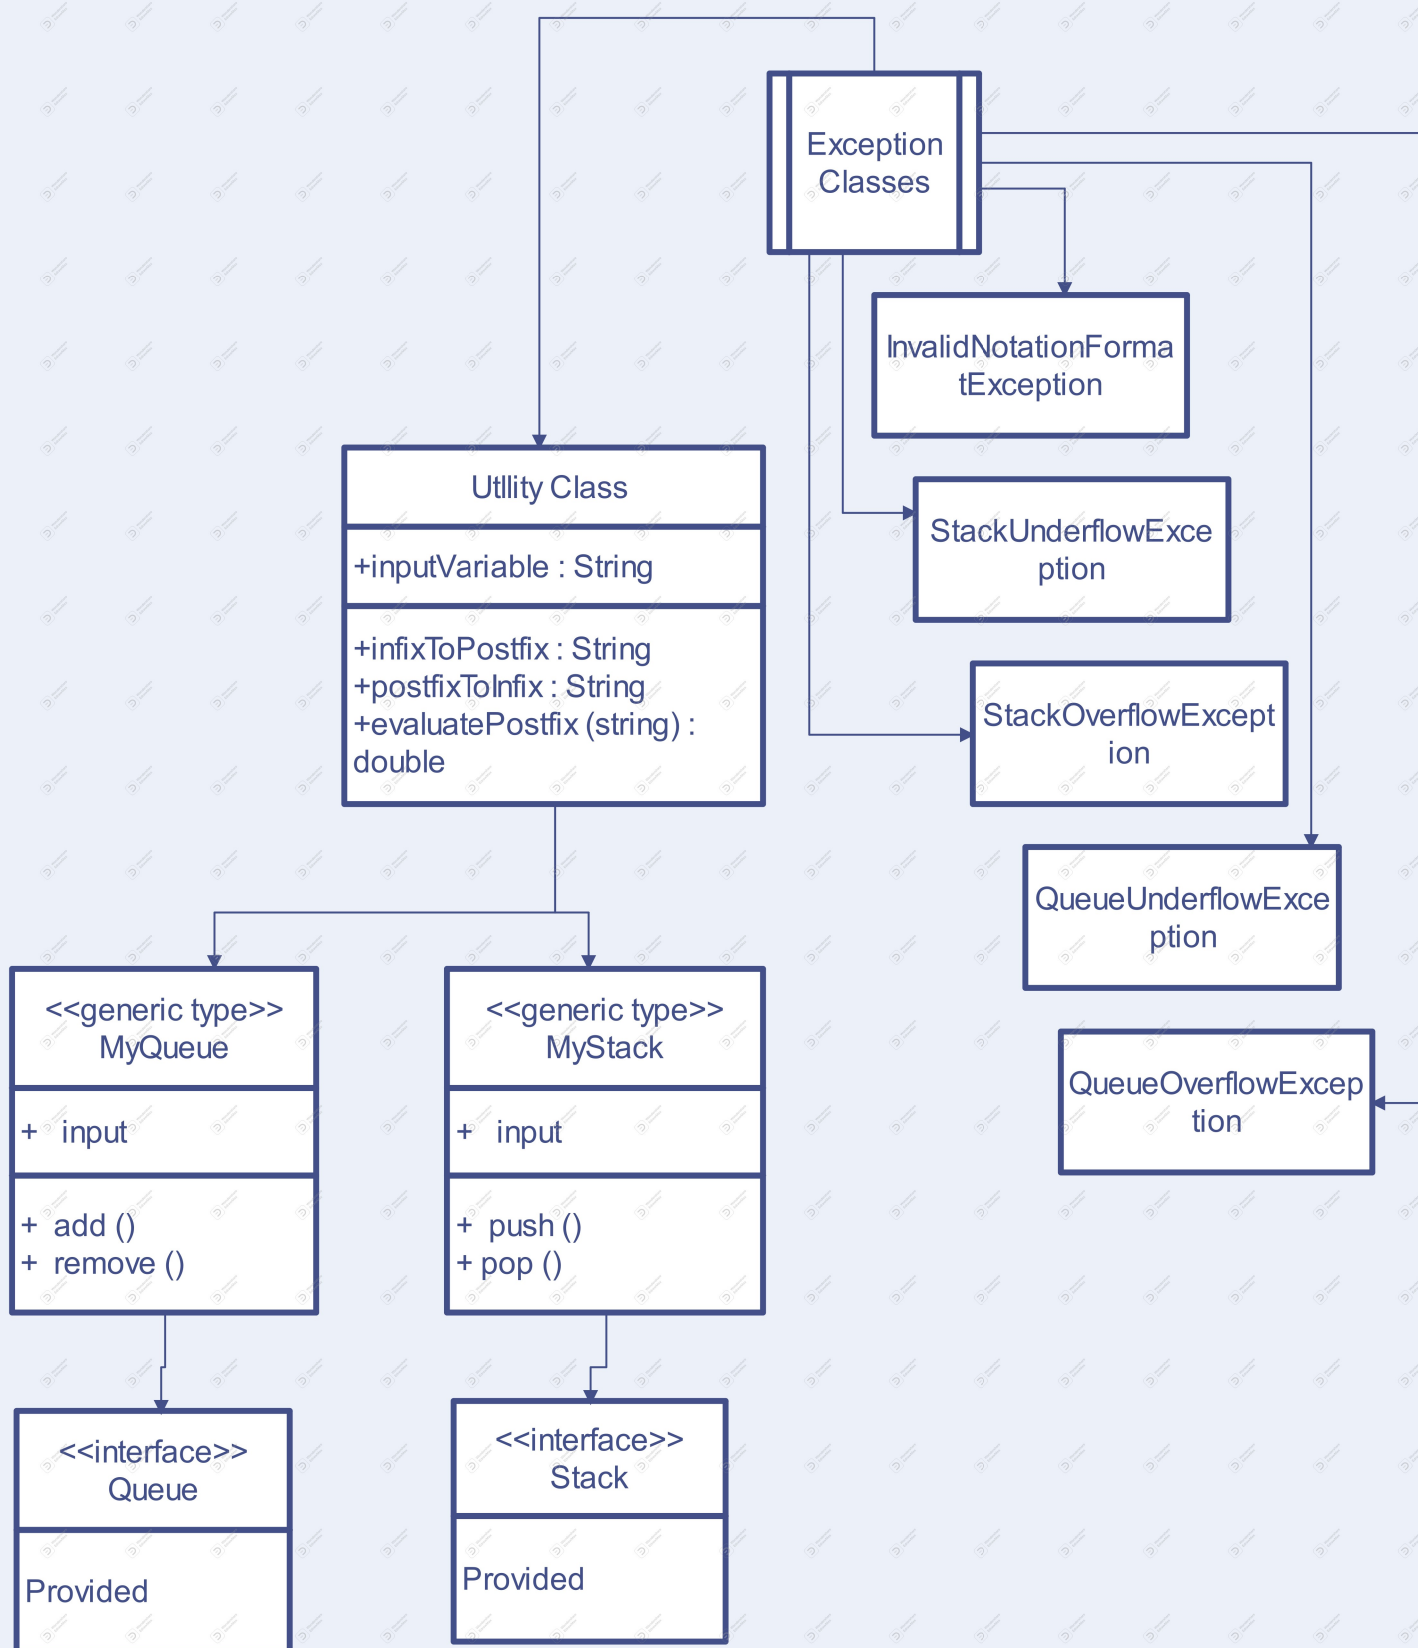 Exception
Classes
InvalidNotationForma
tException
Utllity Class
StackUnderflowExce
ption
+inputVariable : String
+infixToPostfix : String
+postfixToInfix : String
+evaluatePostfix (string) :
double
StackOverflowExcept
ion
QueueUnderflowExce
ption
<<generic type>>
MyQueue
+ input
+ add ()
+ remove ()
<<generic type>>
MyStack
+ input
+ push ()
+ pop ()
QueueOverflowExcep
tion
<<interface>>
Queue
Provided
<<interface>>
Stack
Provided